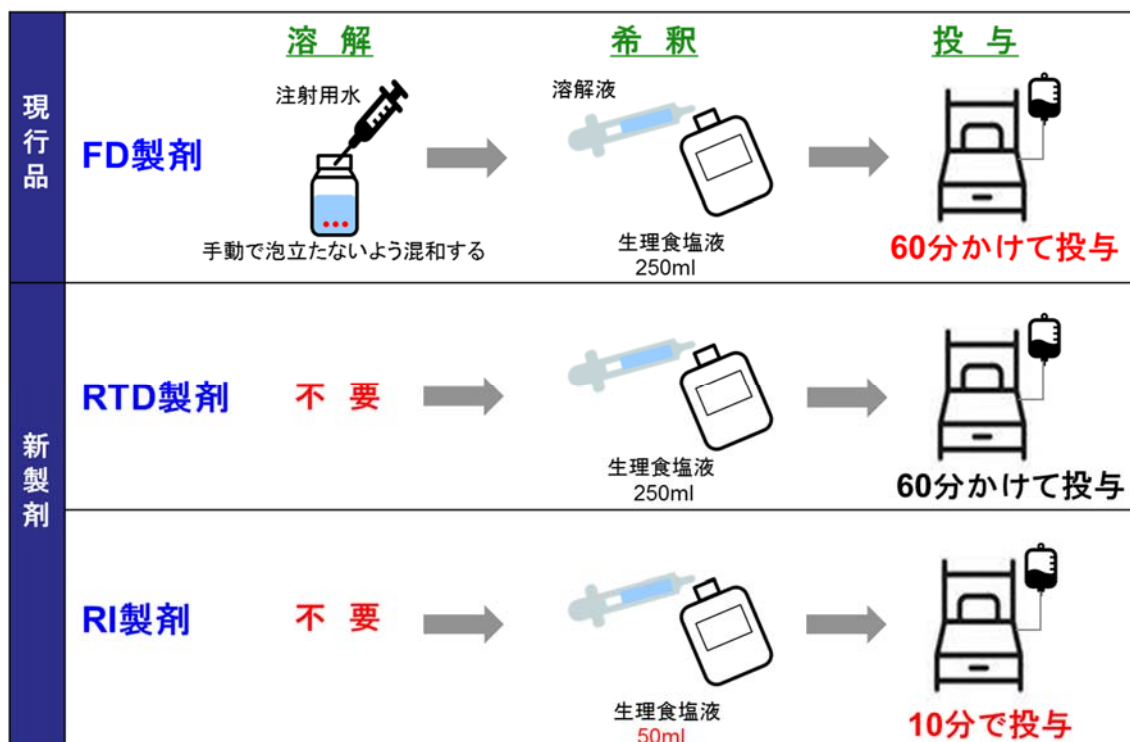 溶解
希釈
投与
現行品
FD製剤
注射用水
手動で泡立たないよう混和する
溶解液
生理食塩液
250ml
60分かけて投与
新製剤
RTD製剤
不要
生理食塩液
250ml
60分かけて投与
RI製剤
不要
生理食塩液
50ml
10分で投与